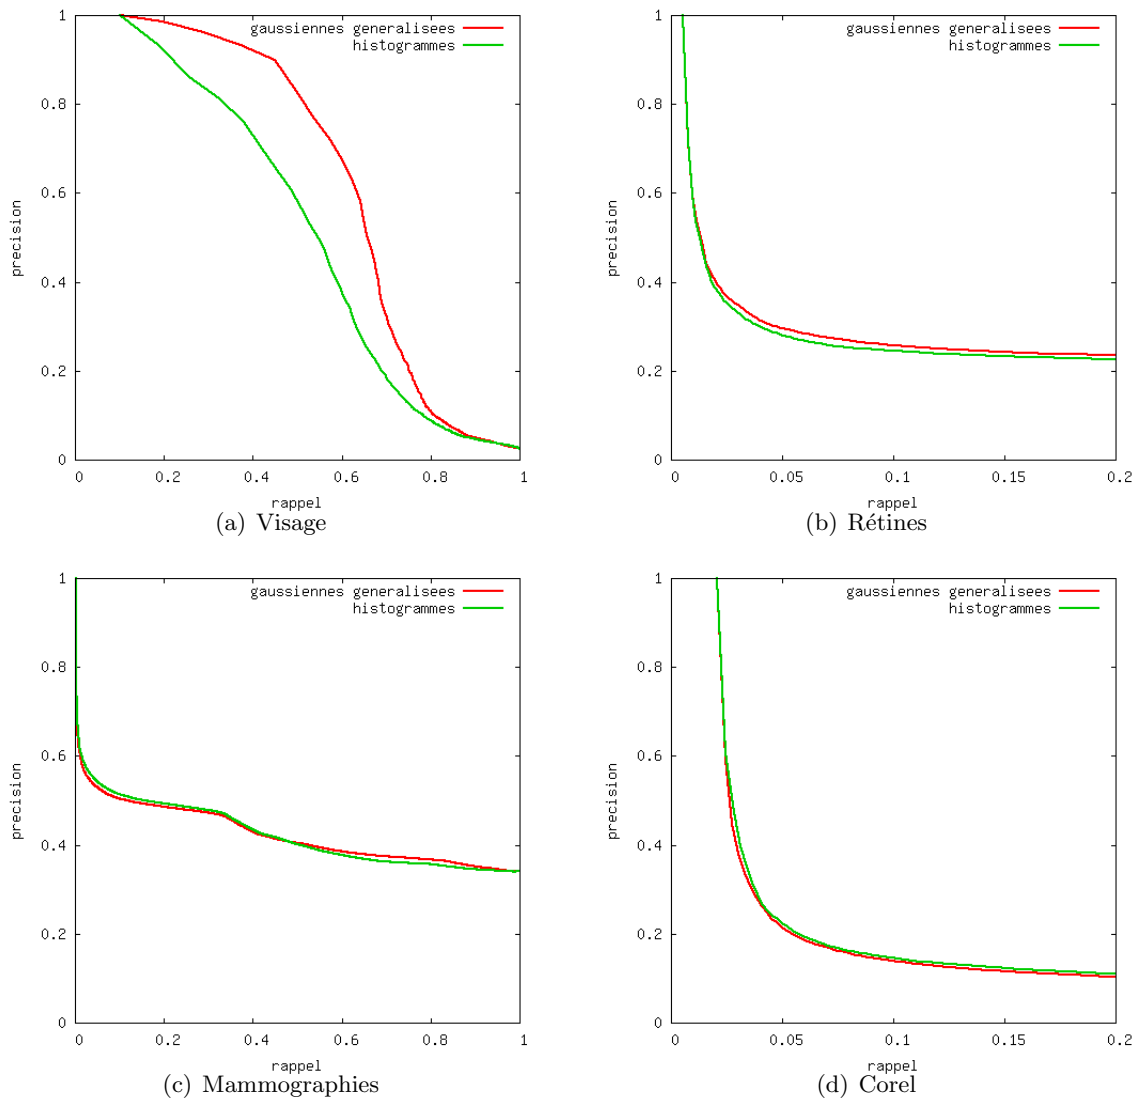 1
0.8
0.6
0.4
0.2
0
precision
gaussiennes generalisees
histogrammes
0 0.2 0.4 0.6 0.8 1
rappel
(a) Visage
1
0.8
0.6
0.4
0.2
0
precision
gaussiennes generalisees
histogrammes
0 0.05 0.1 0.15 0.2
rappel
(b) Rétines
1
0.8
0.6
0.4
0.2
0
precision
gaussiennes generalisees
histogrammes
0 0.2 0.4 0.6 0.8 1
rappel
(c) Mammographies
1
0.8
0.6
0.4
0.2
0
precision
gaussiennes generalisees
histogrammes
0 0.05 0.1 0.15 0.2
rappel
(d) Corel